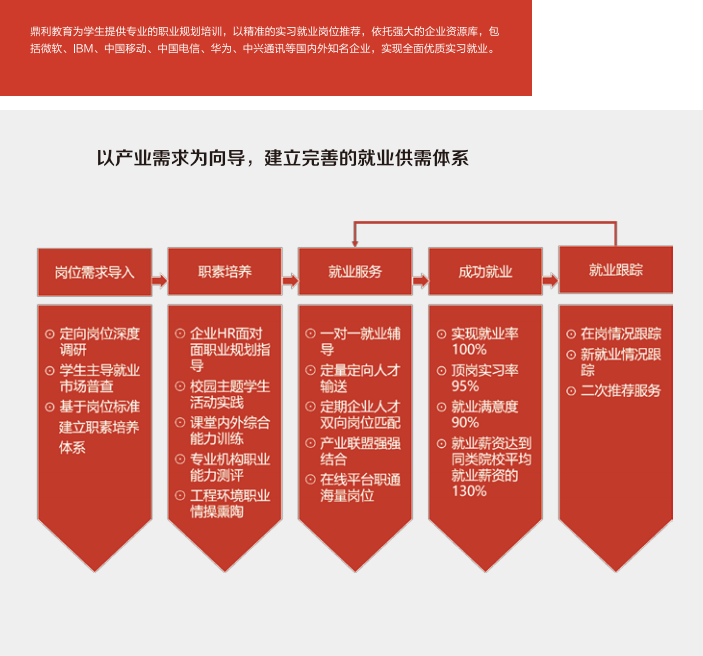 鼎利教育为学生提供专业的职业规划培训，以精准的实习就业岗位推荐，依托强大的企业资源库，包
括微软、IBM、中国移动、中国电信、华为、中兴通讯等国内外知名企业，实现全面优质实习就业。
以产业需求为向导，建立完善的就业供需体系
岗位需求导入
⊙ 定向岗位深度
调研
⊙ 学生主导就业
市场普查
⊙ 基于岗位标准
建立职素培养
体系
职素培养
⊙ 企业HR面对
面职业规划指
导
⊙ 校园主题学生
活动实践
⊙ 课堂内外综合
能力训练
⊙ 专业机构职业
能力测评
⊙ 工程环境职业
情操熏陶
就业服务
⊙ 一对一就业辅
导
⊙ 定量定向人才
输送
⊙ 定期企业人才
双向岗位匹配
⊙ 产业联盟强强
结合
⊙ 在线平台职通
海量岗位
成功就业
⊙ 实现就业率
100%
⊙ 顶岗实习率
95%
⊙ 就业满意度
90%
⊙ 就业薪资达到
同类院校平均
就业薪资的
130%
就业跟踪
⊙ 在岗情况跟踪
⊙ 新就业情况跟
踪
⊙ 二次推荐服务